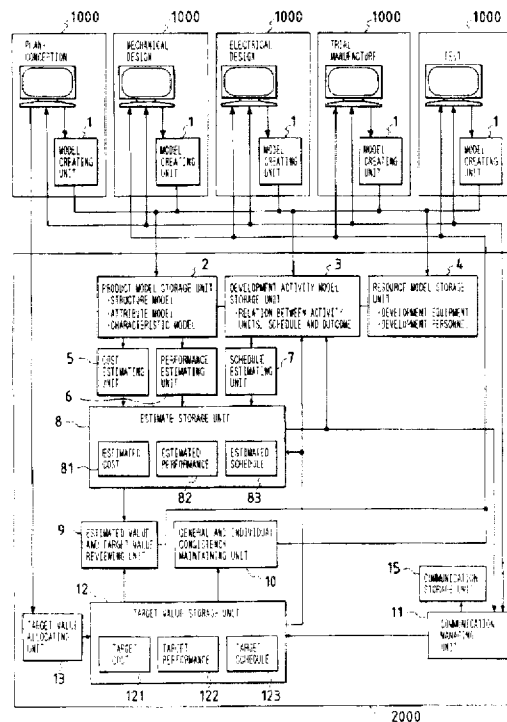 1000 1000 1000 1000 1000
PLAN-
CONCEPTION
MECHANICAL
DESIGN
ELECTRICAL
DESIGN
TRIAL
MANUFACTURE
TEST
1 1 1 1 1
MODEL
CREATING
UNIT
MODEL
CREATING
UNIT
MODEL
CREATING
UNIT
MODEL
CREATING
UNIT
MODEL
CREATING
UNIT
2
PRODUCT MODEL STORAGE UNIT
·STRUCTURE MODEL
·ATTRIBUTE MODEL
·CHARACTERISTIC MODEL
3
DEVELOPMENT ACTIVITY MODEL
STORAGE UNIT
·RELATION BETWEEN ACTIVITY
UNITS, SCHEDULE AND OUTCOME
4
RESOURCE MODEL STORAGE
UNIT
·DEVELOPMENT EQUIPMENT
·DEVELOPMENT PERSONNEL
5
COST
ESTIMATING
UNIT
6
PERFORMANCE
ESTIMATING
UNIT
7
SCHEDULE
ESTIMATING
UNIT
8
ESTIMATE STORAGE UNIT
81
ESTIMATED
COST
82
ESTIMATED
PERFORMANCE
83
ESTIMATED
SCHEDULE
9
ESTIMATED VALUE
AND TARGET VALUE
REVIEWING UNIT
10
GENERAL AND INDIVIDUAL
CONSISTENCY
MAINTAINING UNIT
15
COMMUNICATION
STORAGE UNIT
11
COMMUNICATION
MANAGING
UNIT
12
TARGET VALUE STORAGE UNIT
TARGET
COST
121
TARGET
PERFORMANCE
122
TARGET
SCHEDULE
123
TARGET VALUE
ALLOCATING
UNIT
13
2000